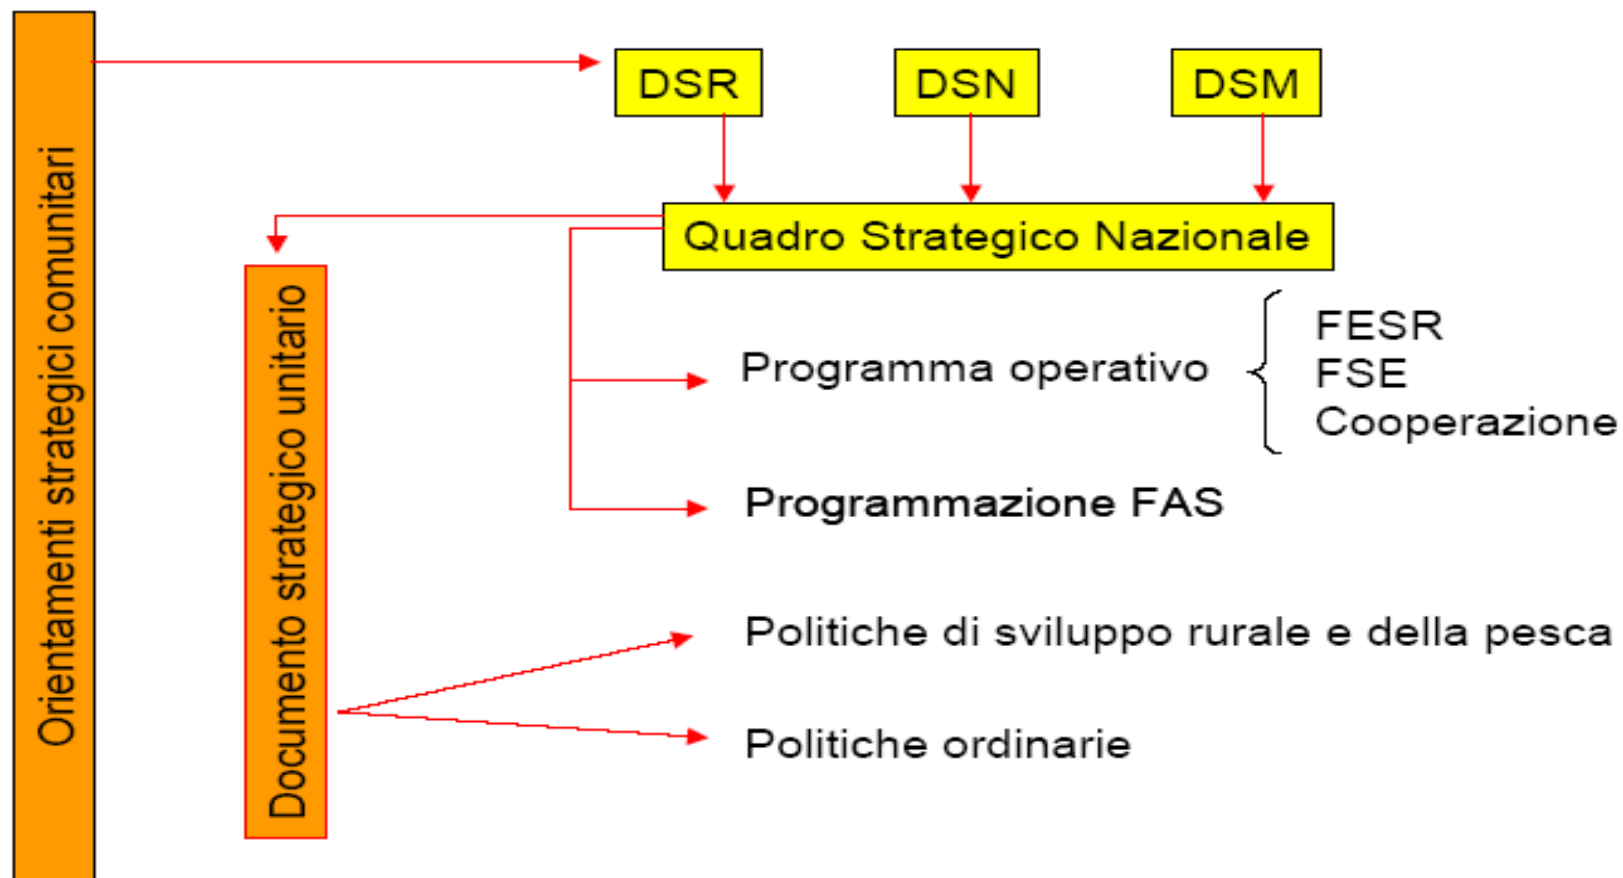 Orientamenti strategici comunitari
DSR
DSN
DSM
Quadro Strategico Nazionale
Documento strategico unitario
Programma operativo
FESR
FSE
Cooperazione
Programmazione FAS
Politiche di sviluppo rurale e della pesca
Politiche ordinarie